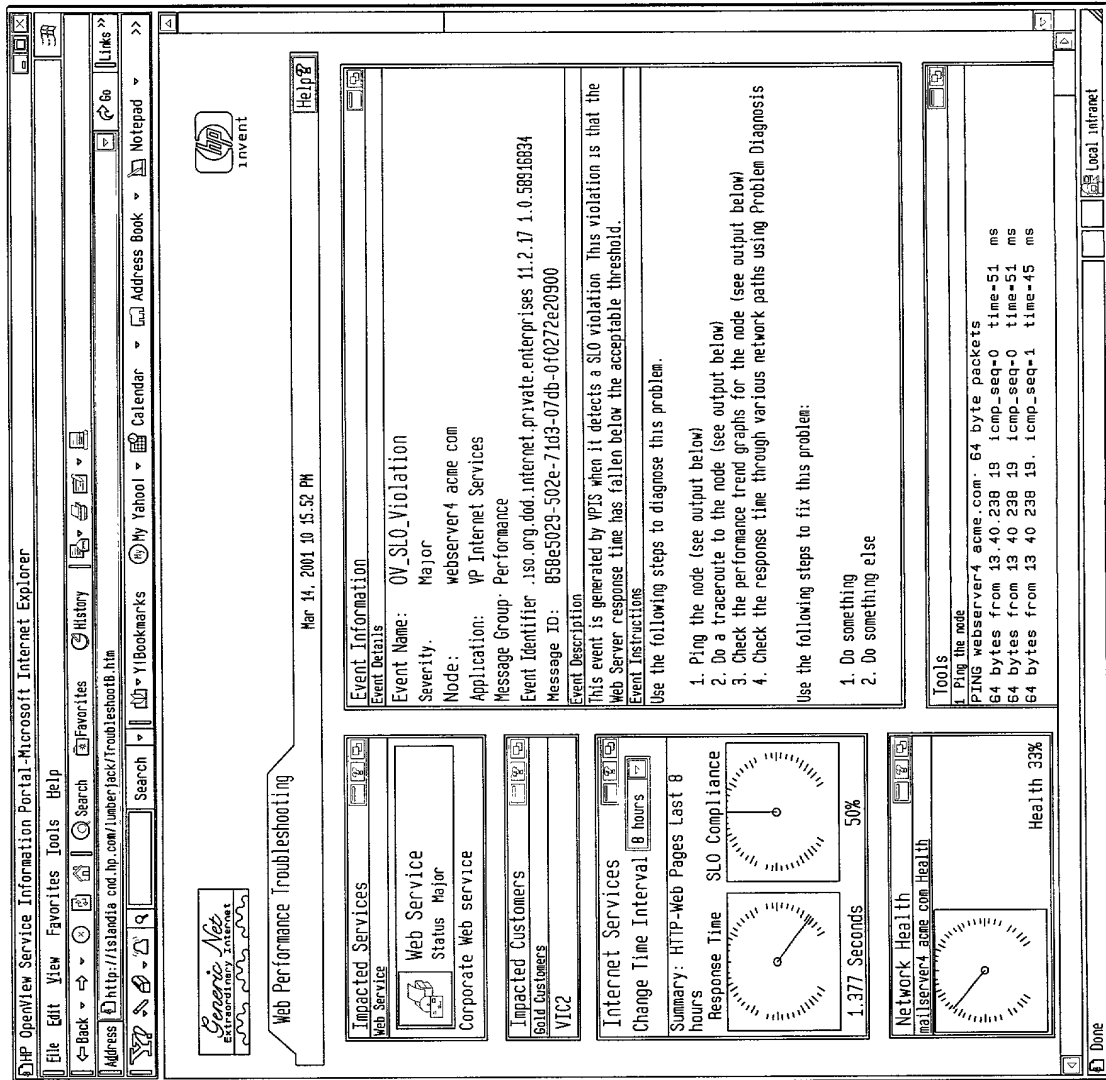 HP OpenView Service Information Portal-Microsoft Internet Explorer
File Edit View Favorites Tools Help
Back Search Favorites History
Address http://islandia cnd.hp.com/lumberjack/TroubleshootB.htm Go Links »
Search Y!Bookmarks My Yahoo! Calendar Address Book Notepad »
Generic Net
Extraordinary Internet
hp
invent
Web Performance Troubleshooting
Mar 14, 2001 10 15.52 PM
Help?
Impacted Services
Web Service
Web Service
Status Major
Corporate Web service
Impacted Customers
Gold Customers
VIC2
Internet Services
Change Time Interval 8 hours
Summary: HTTP-Web Pages Last 8
hours
Response Time SLO Compliance
1.377 Seconds 50%
Network Health
mailserver4 acme com Health
Health 33%
Event Information
Event Details
Event Name: OV_SLO_Violation
Severity. Major
Node: webserver4 acme com
Application: VP Internet Services
Message Group· Performance
Event Identifier .iso.org.dod.internet.private.enterprises 11.2.17 1.0.58916834
Message ID: 858e5029-502e-71d3-07db-0f0272e20900
Event Description
This event is generated by VPIS when it detects a SLO violation This violation is that the
Web Server response time has fallen below the acceptable threshold.
Event Instructions
Use the following steps to diagnose this problem.
1. Ping the node (see output below)
2. Do a traceroute to the node (see output below)
3. Check the performance trend graphs for the node (see output below)
4. Check the response time through various network paths using Problem Diagnosis
Use the following steps to fix this problem:
1. Do something
2. Do something else
Tools
1 Ping the node
PING webserver4 acme.com· 64 byte packets
64 bytes from 13.40.238 19 icmp_seq=0 time=51 ms
64 bytes from 13 40 238 19 icmp_seq=0 time=51 ms
64 bytes from 13 40 238 19. icmp_seq=1 time=45 ms
Done
Local intranet